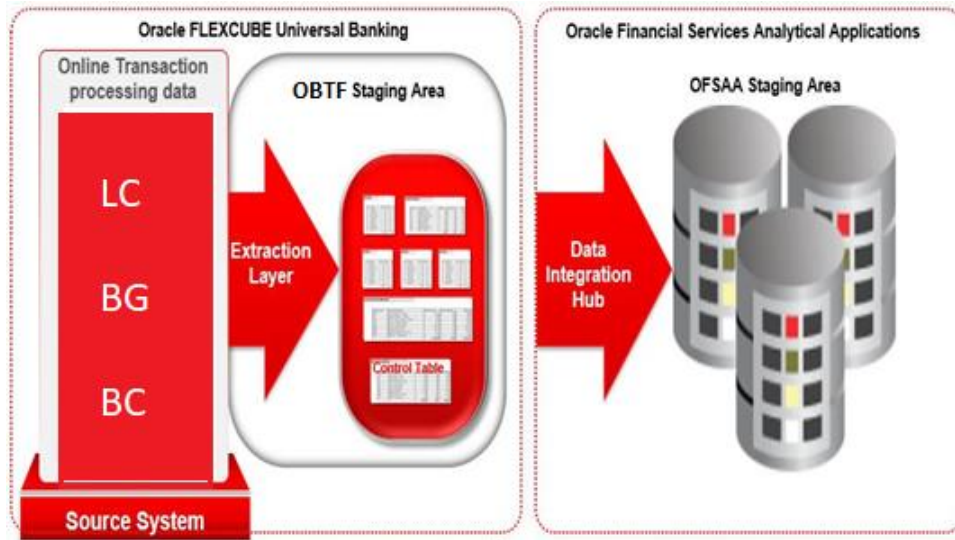 Oracle FLEXCUBE Universal Banking
Online Transaction
processing data
LC
BG
BC
Source System
Extraction
Layer
OBTF Staging Area
Control Table
Data
Integration
Hub
Oracle Financial Services Analytical Applications
OFSAA Staging Area